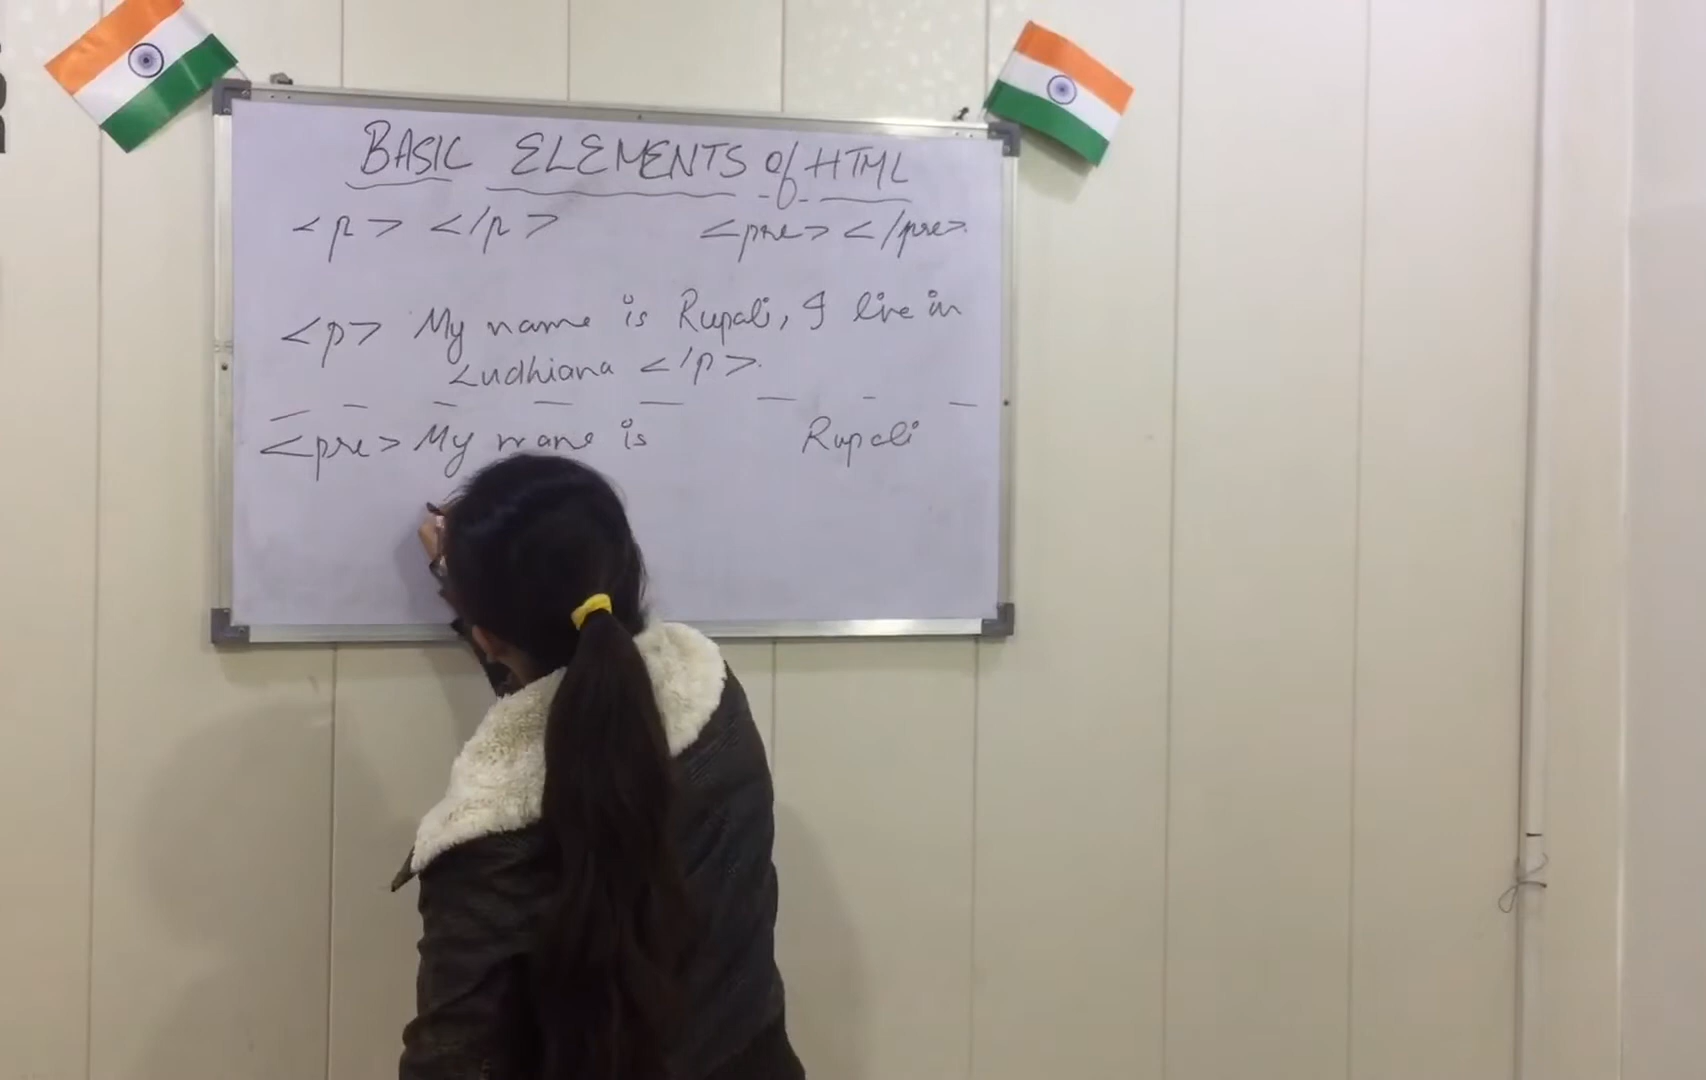 BASIC ELEMENTS of HTML
<p> </p> <pre> </pre>
<p> My name is Rupali, I live in
Ludhiana </p>
<pre> My name is Rupali